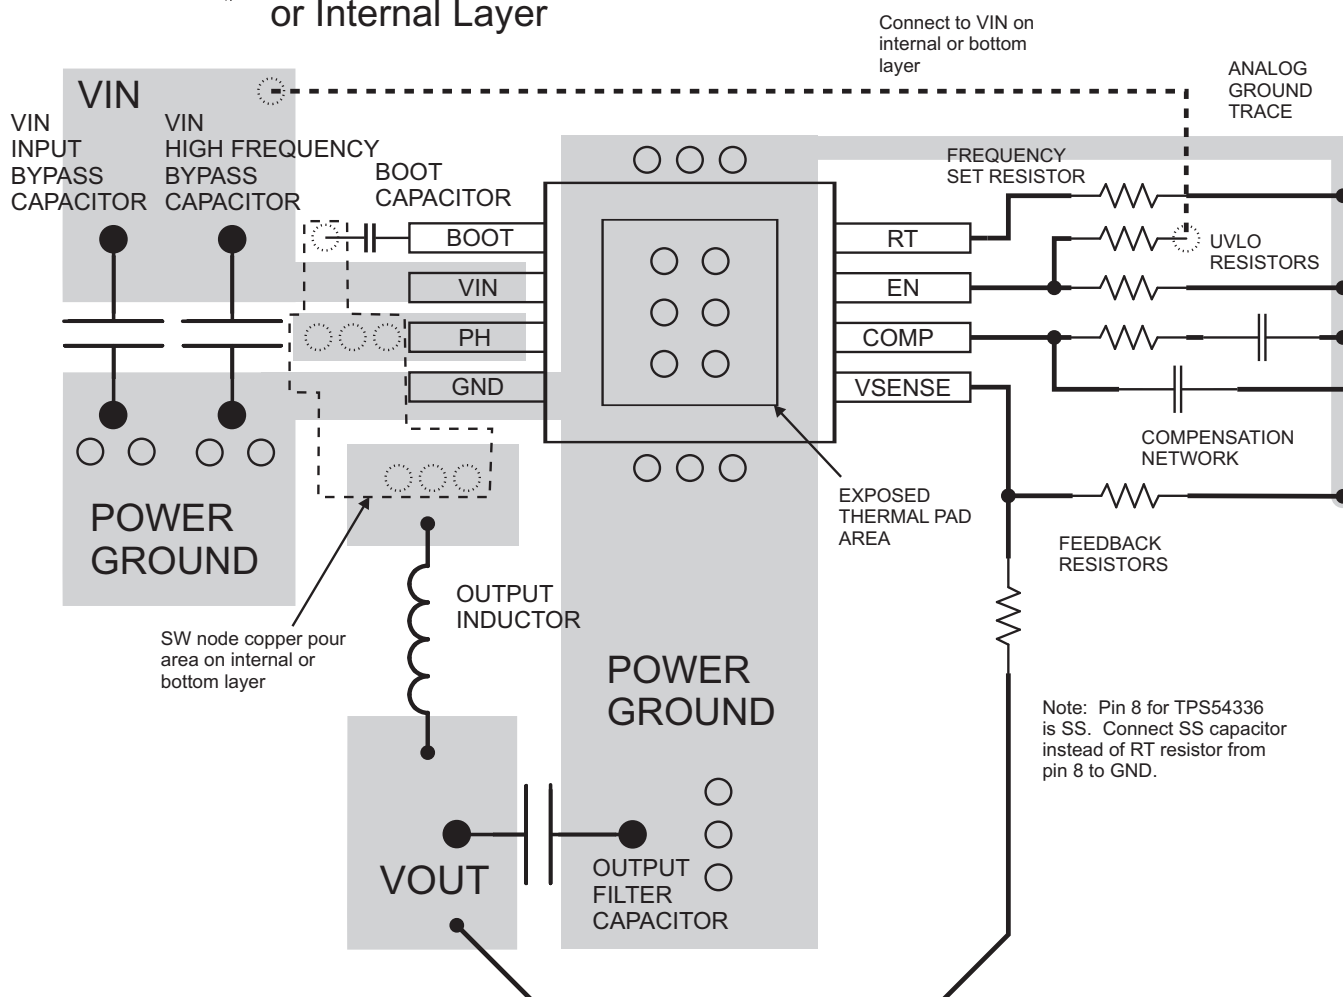 or Internal Layer
Connect to VIN on
internal or bottom
layer
ANALOG
GROUND
TRACE
VIN
VIN
INPUT
BYPASS
CAPACITOR
VIN
HIGH FREQUENCY
BYPASS
CAPACITOR
BOOT
CAPACITOR
FREQUENCY
SET RESISTOR
BOOT
VIN
PH
GND
RT
EN
COMP
VSENSE
UVLO
RESISTORS
COMPENSATION
NETWORK
EXPOSED
THERMAL PAD
AREA
FEEDBACK
RESISTORS
POWER
GROUND
OUTPUT
INDUCTOR
SW node copper pour
area on internal or
bottom layer
POWER
GROUND
Note: Pin 8 for TPS54336
is SS. Connect SS capacitor
instead of RT resistor from
pin 8 to GND.
VOUT
OUTPUT
FILTER
CAPACITOR